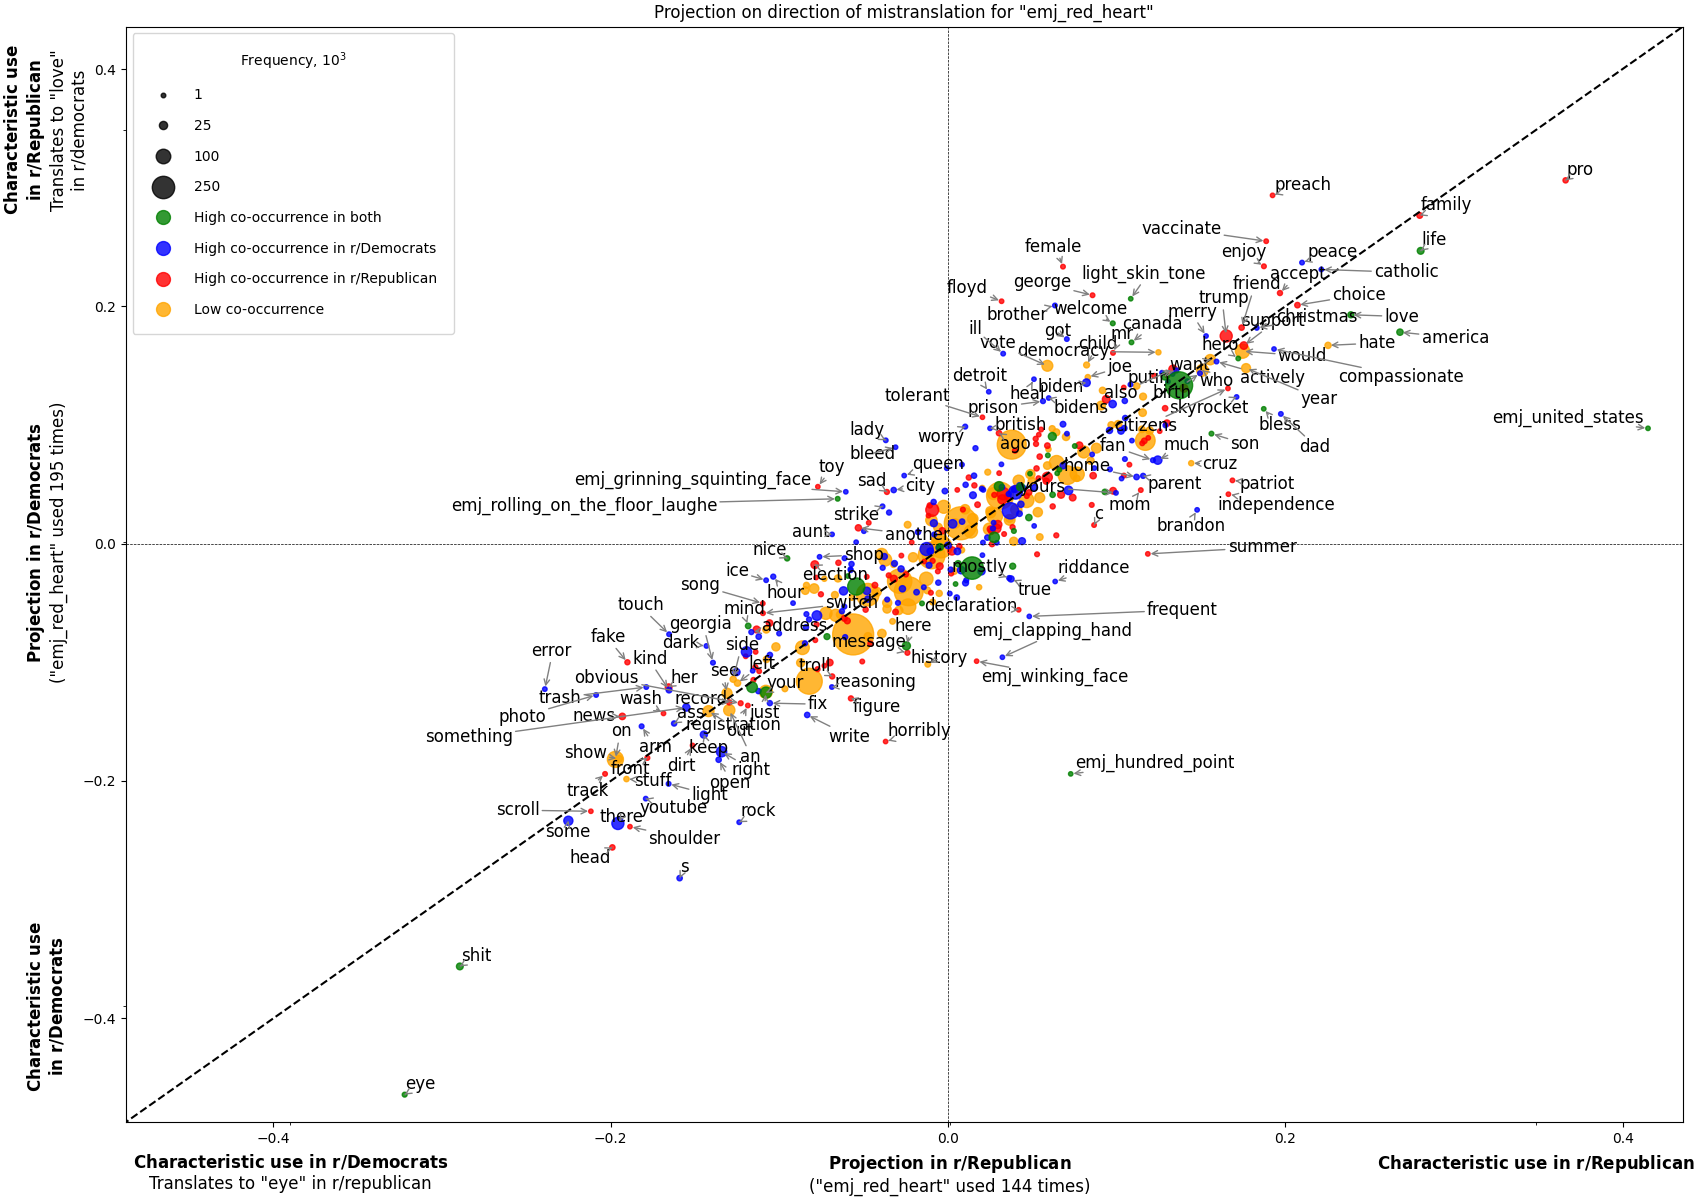 Projection on direction of mistranslation for "emj_red_heart"
Characteristic use
in r/Republican
Translates to "love"
in r/democrats
Projection in r/Democrats
("emj_red_heart" used 195 times)
Characteristic use
in r/Democrats
0.4
0.2
0.0
−0.2
−0.4
Frequency, 10³
1
25
100
250
High co-occurrence in both
High co-occurrence in r/Democrats
High co-occurrence in r/Republican
Low co-occurrence
pro
preach
family
vaccinate
life
female
enjoy
peace
george
light_skin_tone
accept
catholic
floyd
friend
choice
brother
welcome
trump
merry
support
christmas
love
ill
got
mr
canada
america
vote
democracy
child
hero
would
hate
detroit
heal
biden
joe
putin
want
who
actively
compassionate
tolerant
prison
bidens
also
birth
skyrocket
year
emj_united_states
lady
worry
british
citizens
bless
bleed
ago
fan
much
son
dad
toy
queen
home
cruz
emj_grinning_squinting_face
sad
city
yours
parent
patriot
emj_rolling_on_the_floor_laughe
mom
independence
strike
c
brandon
aunt
another
nice
shop
summer
ice
election
mostly
riddance
song
hour
true
touch
mind
switch
declaration
frequent
georgia
address
here
emj_clapping_hand
fake
dark
side
message
history
error
kind
left
troll
emj_winking_face
obvious
her
see
your
reasoning
trash
wash
record
photo
news
ass
just
fix
figure
something
on
registration
out
write
horribly
show
arm
keep
an
front
dirt
right
emj_hundred_point
track
stuff
open
light
scroll
youtube
rock
some
there
shoulder
head
s
shit
eye
−0.4
−0.2
0.0
0.2
0.4
Characteristic use in r/Democrats
Translates to "eye" in r/republican
Projection in r/Republican
("emj_red_heart" used 144 times)
Characteristic use in r/Republican